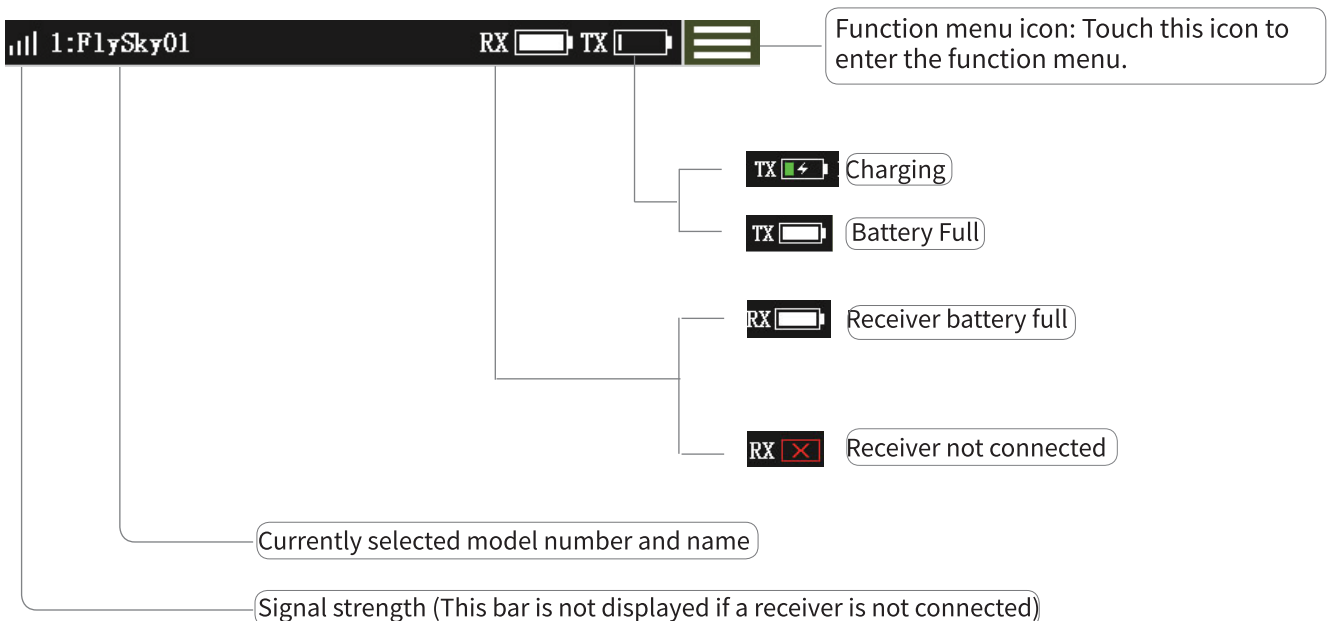 1:FlySky01
RX TX
Function menu icon: Touch this icon to
enter the function menu.
TX Charging
TX Battery Full
RX Receiver battery full
RX Receiver not connected
Currently selected model number and name
Signal strength (This bar is not displayed if a receiver is not connected)